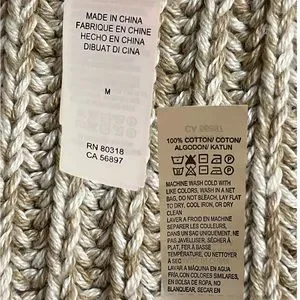 MADE IN CHINA
FABRIQUE EN CHINE
HECHO EN CHINA
DIBUAT DI CINA
M
RN 80318
CA 56897
100% COTTON/ COTON/
ALGODON/ KATUN
MACHINE WASH COLD WITH
LIKE COLORS, WASH IN A
BAG, DO NOT BLEACH, LAY FLAT
TO DRY, COOL IRON, OR DRY
CLEAN
LAVER A FROID EN MACHINE
SEPARER LES COULEURS
DANS UN SAC UNIQUEMENT, NE
PAS JAVELLISER, SÉCHER À
PLAT, FER À BASSE
TEMPÉRATURE, OU NETTOYER
À SEC
LAVAR A MÁQUINA EN AGUA
FRÍA, CON COLORES SIMILARES,
EN BOLSA DE ROPA, NO
BLANQUEAR, SECAR EN